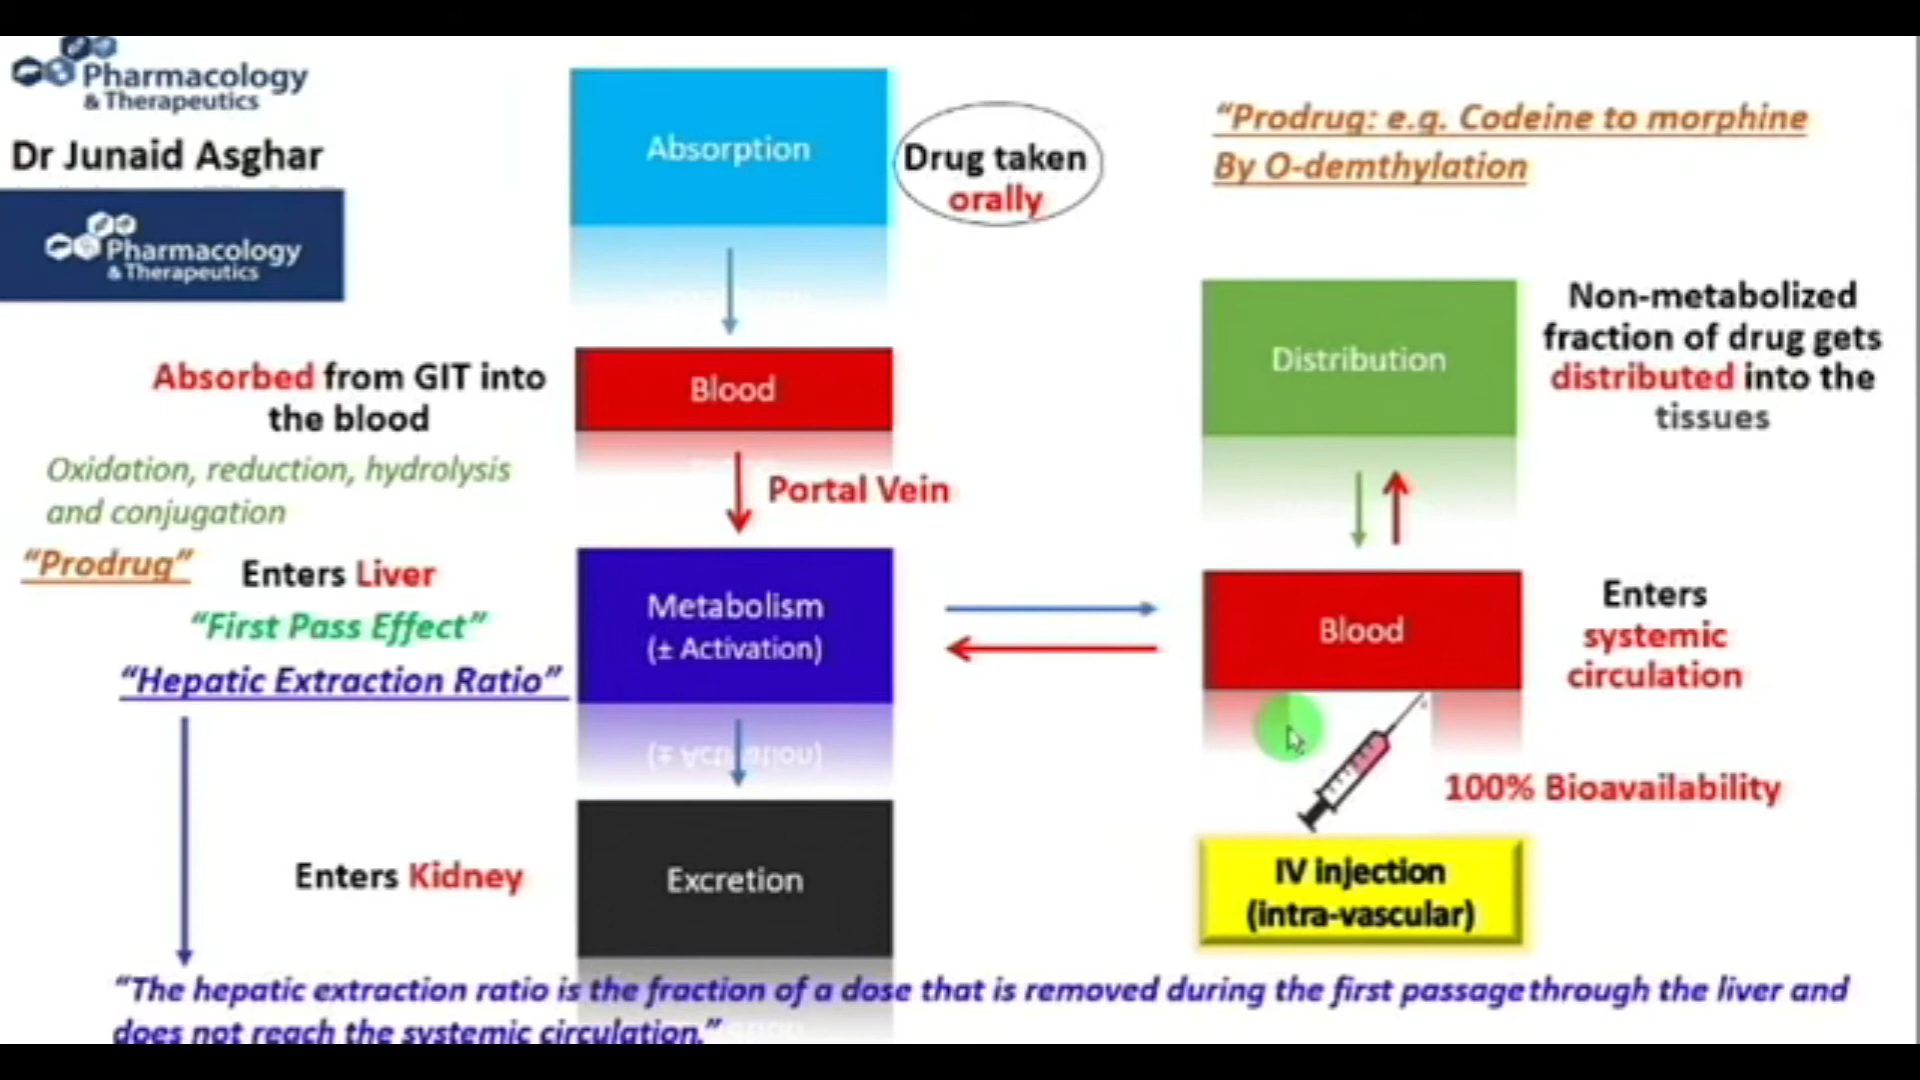 Pharmacology
& Therapeutics
Dr Junaid Asghar
Pharmacology
& Therapeutics
Absorption
Drug taken
orally
"Prodrug: e.g. Codeine to morphine
By O-demthylation
Absorbed from GIT into
the blood
Blood
Oxidation, reduction, hydrolysis
and conjugation
Portal Vein
Distribution
Non-metabolized
fraction of drug gets
distributed into the
tissues
"Prodrug"
Enters Liver
"First Pass Effect"
"Hepatic Extraction Ratio"
Metabolism
(± Activation)
(± Activation)
Blood
Enters
systemic
circulation
100% Bioavailability
Enters Kidney
Excretion
IV injection
(intra-vascular)
"The hepatic extraction ratio is the fraction of a dose that is removed during the first passage through the liver and
does not reach the systemic circulation."